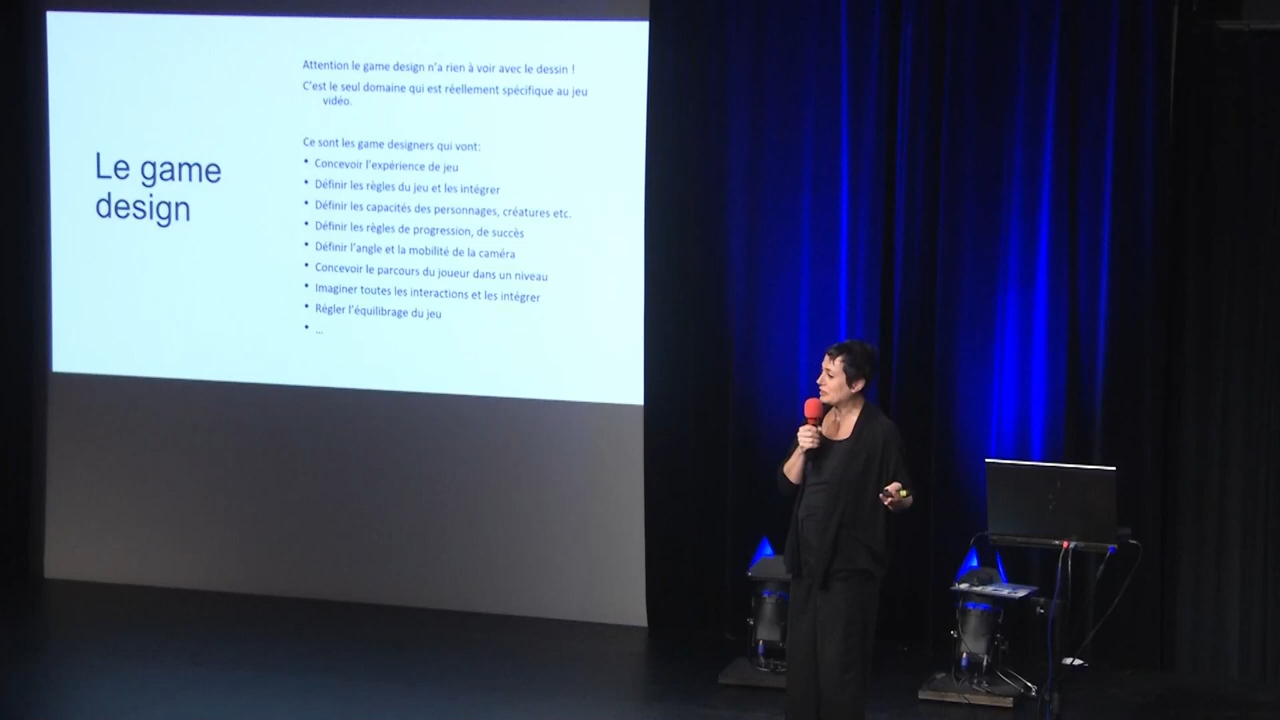 Le game
design
Attention le game design n'a rien à voir avec le dessin !
C'est le seul domaine qui est réellement spécifique au jeu
vidéo.
Ce sont les game designers qui vont:
• Concevoir l'expérience de jeu
• Définir les règles du jeu et les intégrer
• Définir les capacités des personnages, créatures etc.
• Définir les règles de progression, de succès
• Définir l'angle et la mobilité de la caméra
• Concevoir le parcours du joueur dans un niveau
• Imaginer toutes les interactions et les intégrer
• Régler l'équilibrage du jeu
• ...